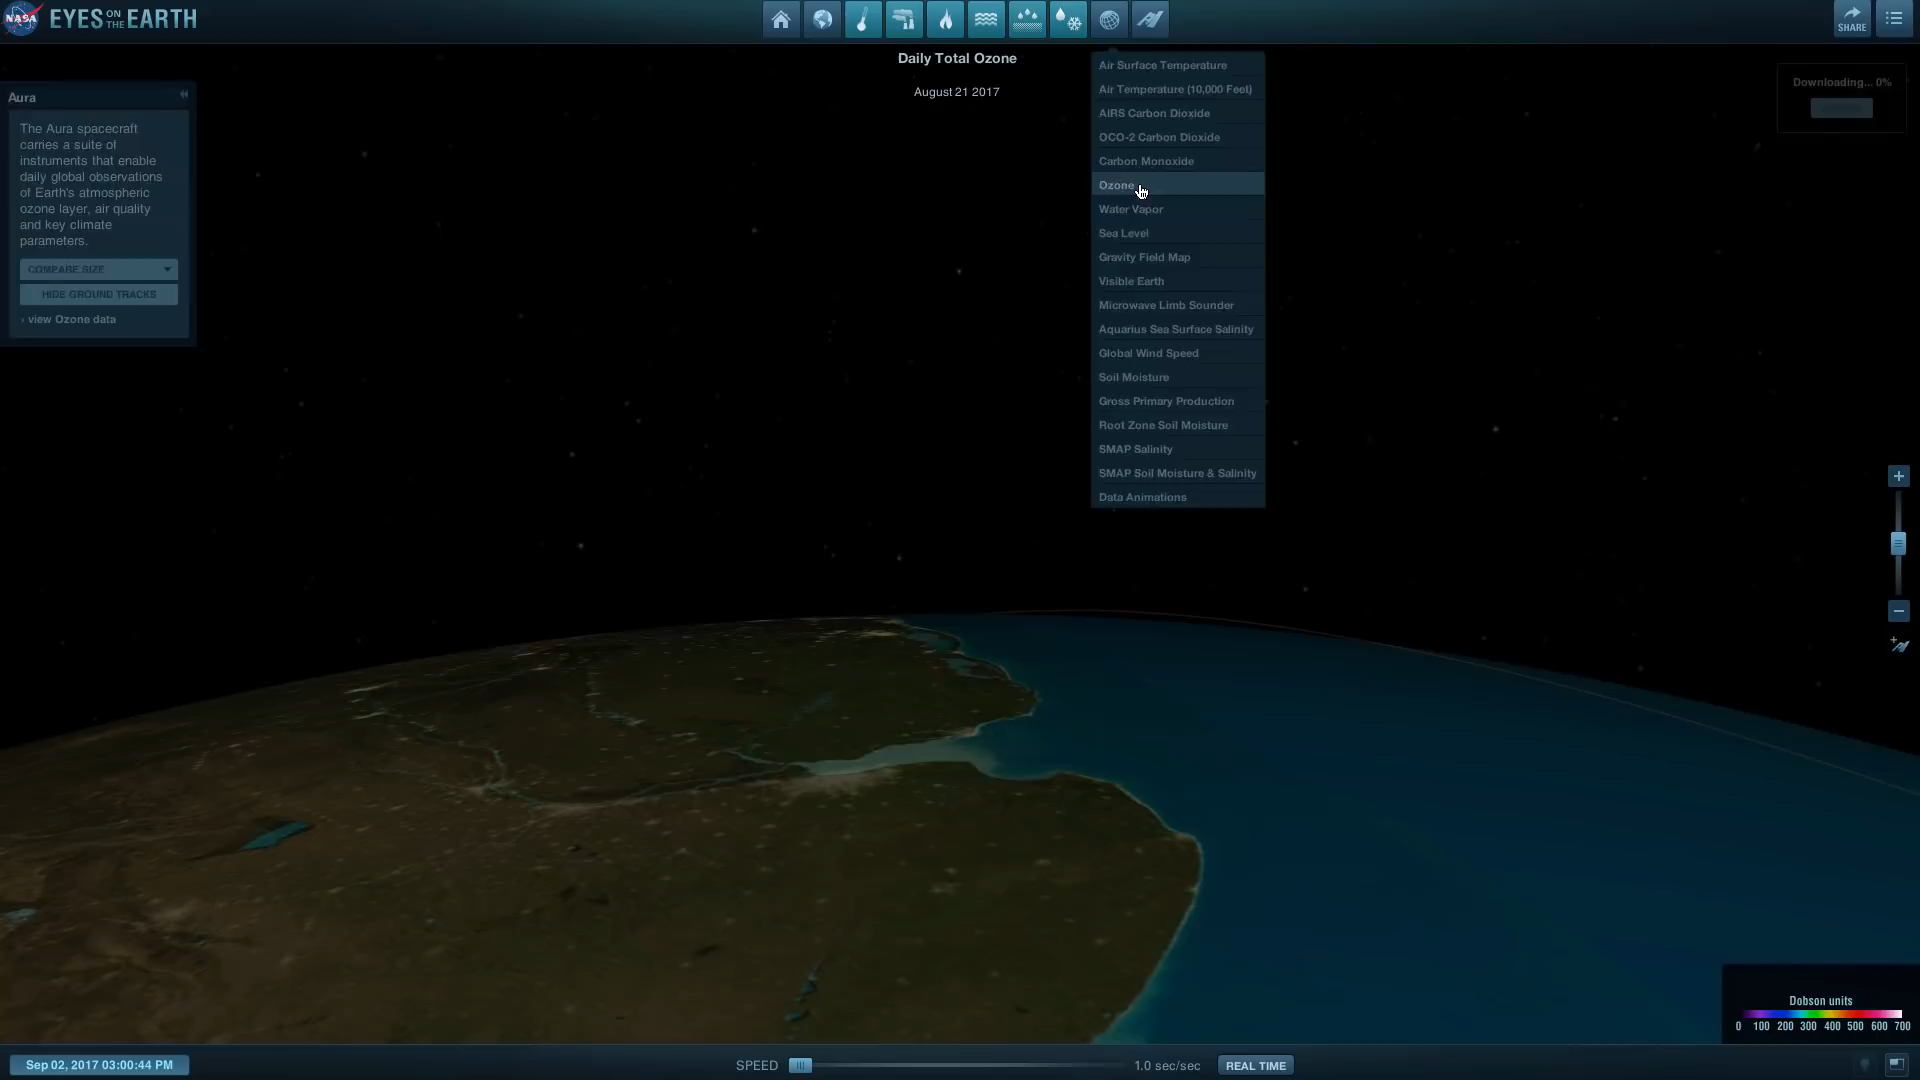 NASA
EYES ON THE EARTH
SHARE
Daily Total Ozone
August 21 2017
Aura
The Aura spacecraft
carries a suite of
instruments that enable
daily global observations
of Earth's atmospheric
ozone layer, air quality
and key climate
parameters.
COMPARE SIZE
HIDE GROUND TRACKS
› view Ozone data
Air Surface Temperature
Air Temperature (10,000 Feet)
AIRS Carbon Dioxide
OCO-2 Carbon Dioxide
Carbon Monoxide
Ozone
Water Vapor
Sea Level
Gravity Field Map
Visible Earth
Microwave Limb Sounder
Aquarius Sea Surface Salinity
Global Wind Speed
Soil Moisture
Gross Primary Production
Root Zone Soil Moisture
SMAP Salinity
SMAP Soil Moisture & Salinity
Data Animations
Downloading... 0%
Dobson units
0 100 200 300 400 500 600 700
Sep 02, 2017 03:00:44 PM
SPEED
1.0 sec/sec
REAL TIME